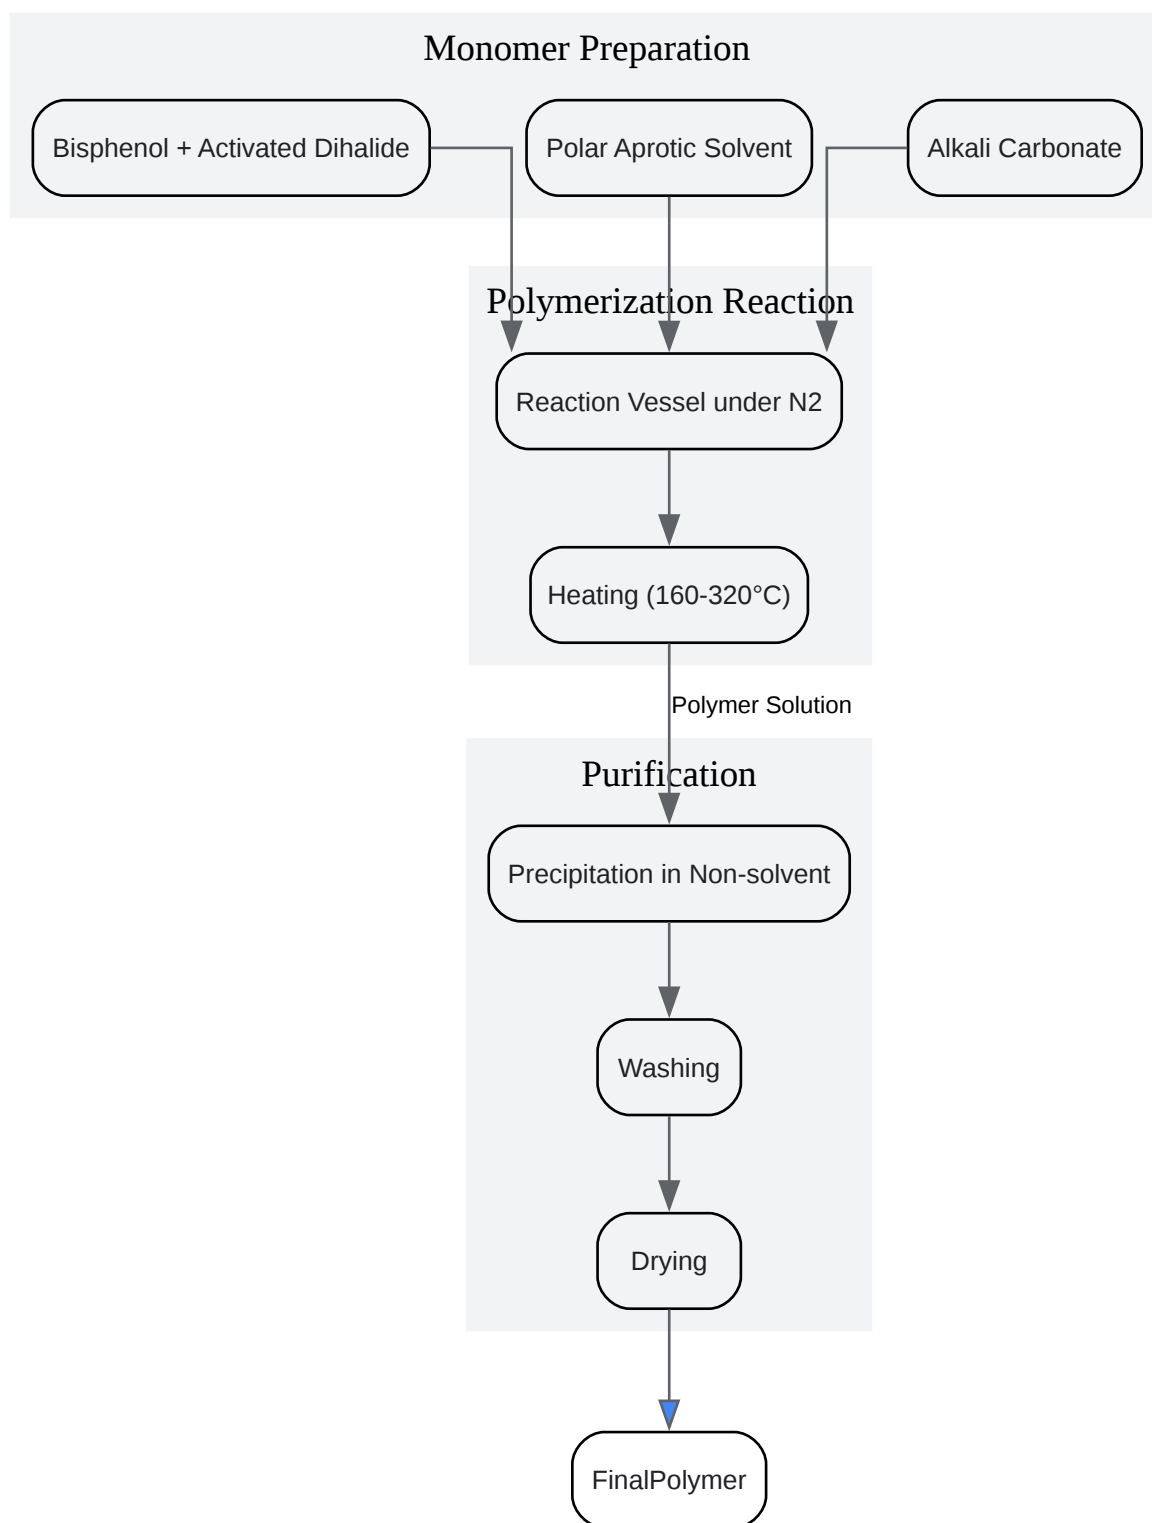 Monomer Preparation
Bisphenol + Activated Dihalide
Polar Aprotic Solvent
Alkali Carbonate
Polymerization Reaction
Reaction Vessel under N2
Heating (160-320°C)
Polymer Solution
Purification
Precipitation in Non-solvent
Washing
Drying
FinalPolymer